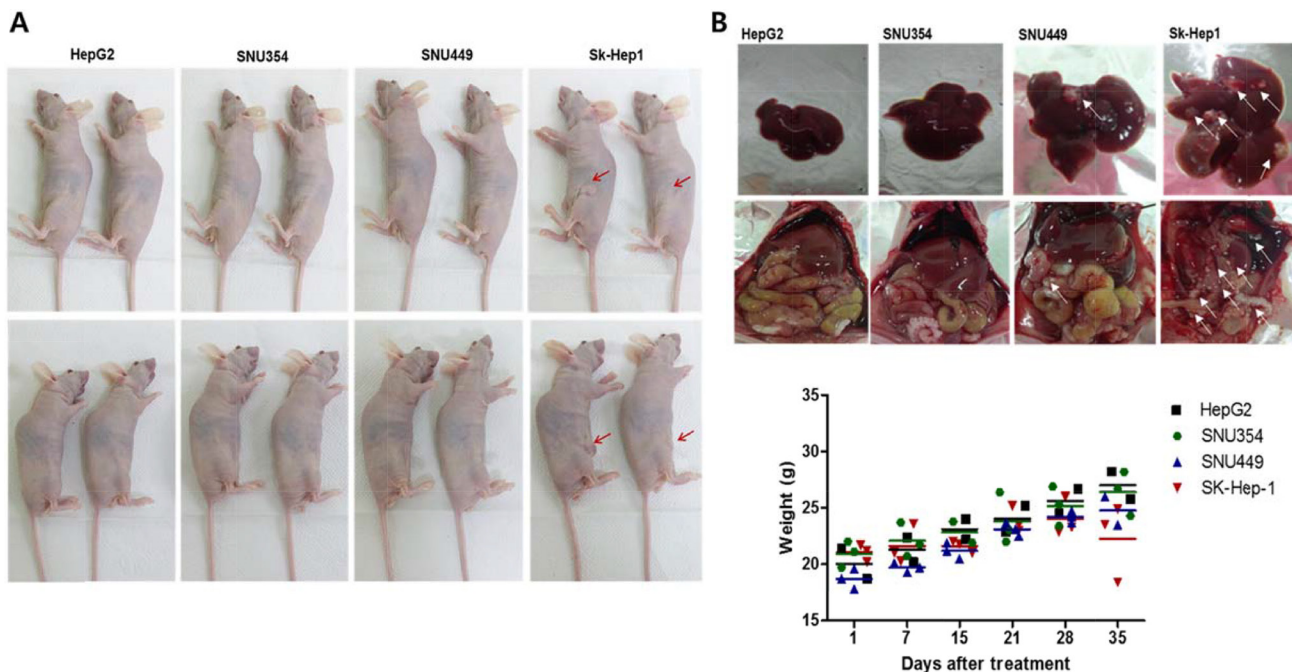 A
HepG2
SNU354
SNU449
Sk-Hep1
B
HepG2
SNU354
SNU449
Sk-Hep1
35
30
25
20
15
Weight (g)
1
7
15
21
28
35
Days after treatment
HepG2
SNU354
SNU449
SK-Hep-1